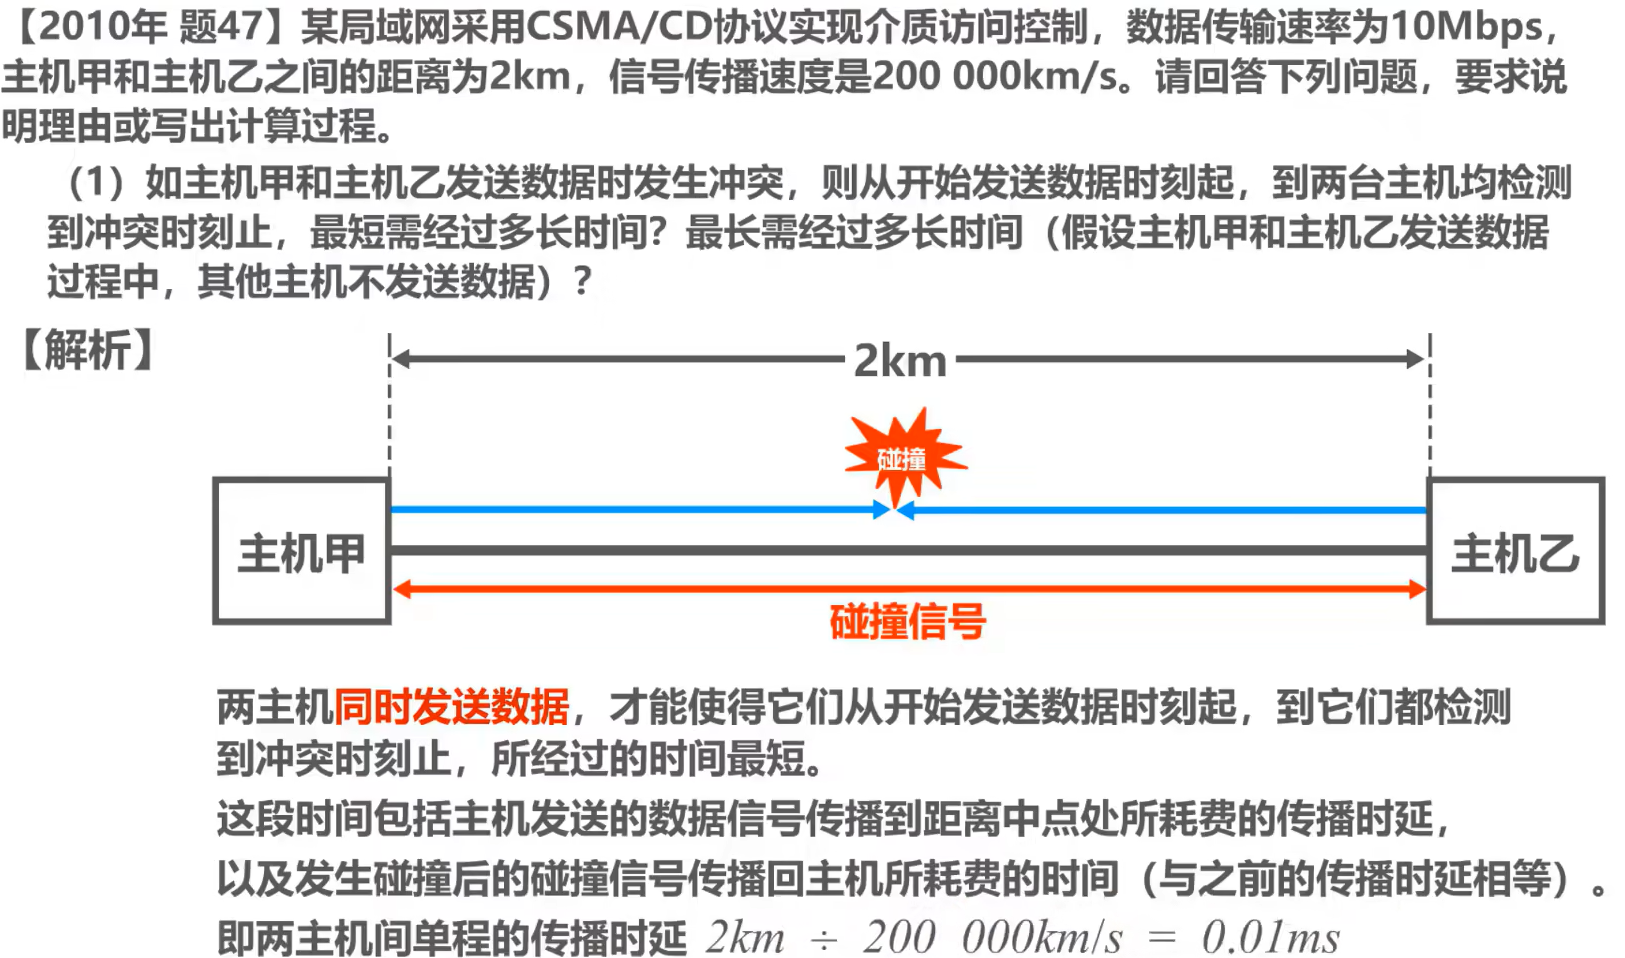 【2010年 题47】某局域网采用CSMA/CD协议实现介质访问控制，数据传输速率为10Mbps，
主机甲和主机乙之间的距离为2km，信号传播速度是200 000km/s。请回答下列问题，要求说
明理由或写出计算过程。
（1）如主机甲和主机乙发送数据时发生冲突，则从开始发送数据时刻起，到两台主机均检测
到冲突时刻止，最短需经过多长时间？最长需经过多长时间（假设主机甲和主机乙发送数据
过程中，其他主机不发送数据）？
【解析】
2km
碰撞
主机甲
主机乙
碰撞信号
两主机同时发送数据，才能使得它们从开始发送数据时刻起，到它们都检测
到冲突时刻止，所经过的时间最短。
这段时间包括主机发送的数据信号传播到距离中点处所耗费的传播时延，
以及发生碰撞后的碰撞信号传播回主机所耗费的时间（与之前的传播时延相等）。
即两主机间单程的传播时延 2km ÷ 200 000km/s = 0.01ms